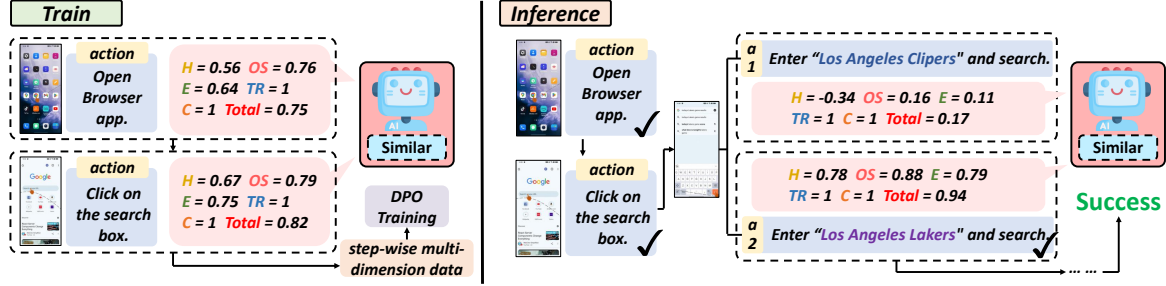 Train
action
Open
Browser
app.
H = 0.56 OS = 0.76
E = 0.64 TR = 1
C = 1 Total = 0.75
AI
Similar
action
Click on
the search
box.
Google
H = 0.67 OS = 0.79
E = 0.75 TR = 1
C = 1 Total = 0.82
DPO
Training
step-wise multi-
dimension data
Inference
action
Open
Browser
app.
action
Click on
the search
box.
Google
a
1
Enter “Los Angeles Clipers" and search.
H = -0.34 OS = 0.16 E = 0.11
TR = 1 C = 1 Total = 0.17
AI
Similar
H = 0.78 OS = 0.88 E = 0.79
TR = 1 C = 1 Total = 0.94
a
2
Enter “Los Angeles Lakers" and search.
Success
... ...